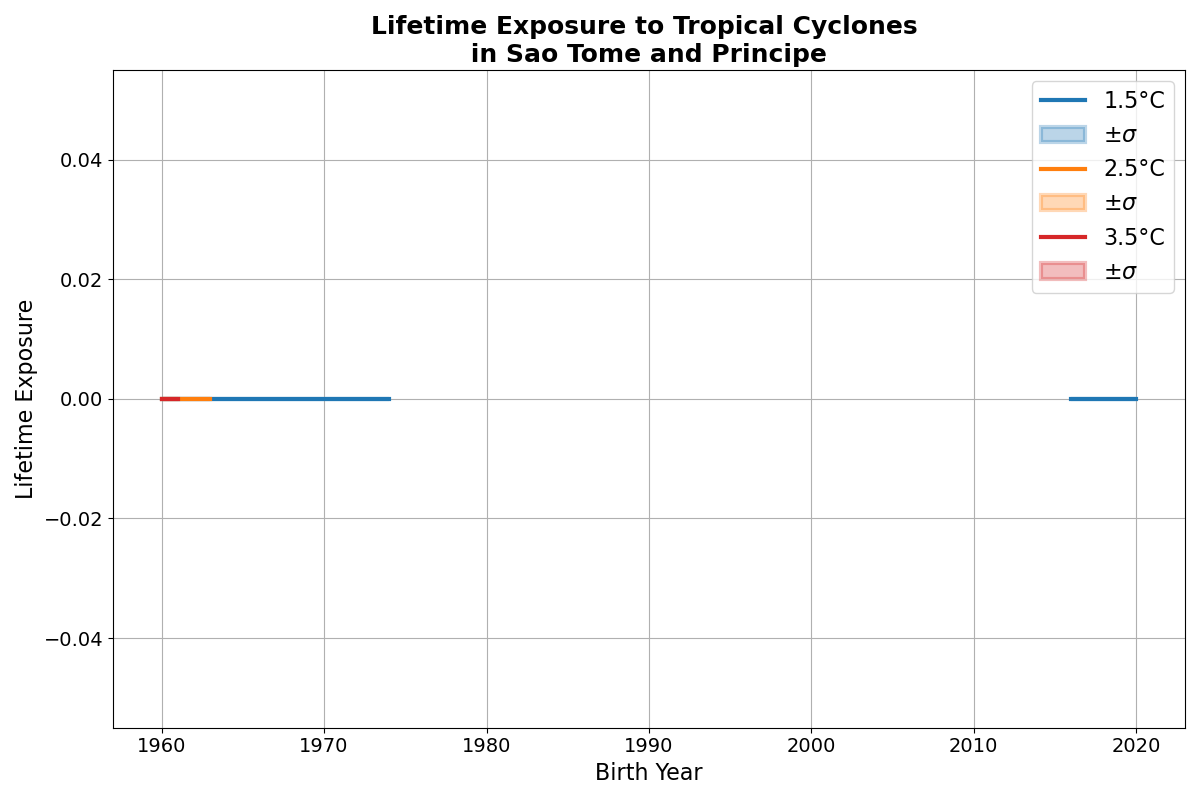 Lifetime Exposure to Tropical Cyclones
in Sao Tome and Principe
1.5°C
±σ
2.5°C
±σ
3.5°C
±σ
0.04
0.02
0.00
−0.02
−0.04
Lifetime Exposure
1960 1970 1980 1990 2000 2010 2020
Birth Year